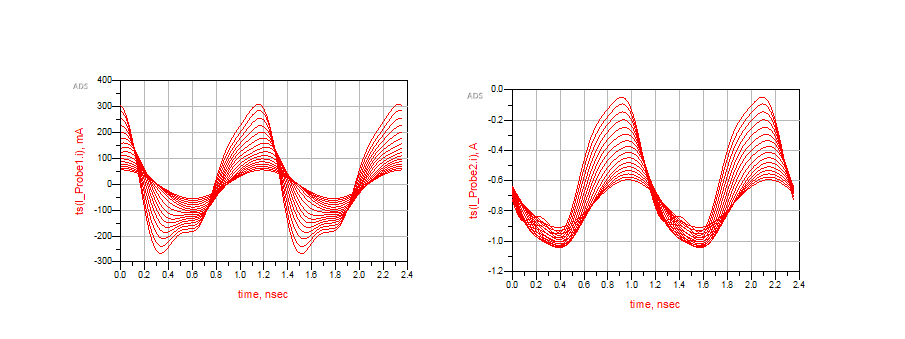 ADS
400
300
200
100
0
-100
-200
-300
ts(I_Probe1.i), mA
0.0 0.2 0.4 0.6 0.8 1.0 1.2 1.4 1.6 1.8 2.0 2.2 2.4
time, nsec
ADS
0.0
-0.2
-0.4
-0.6
-0.8
-1.0
-1.2
ts(I_Probe2.i), A
0.0 0.2 0.4 0.6 0.8 1.0 1.2 1.4 1.6 1.8 2.0 2.2 2.4
time, nsec